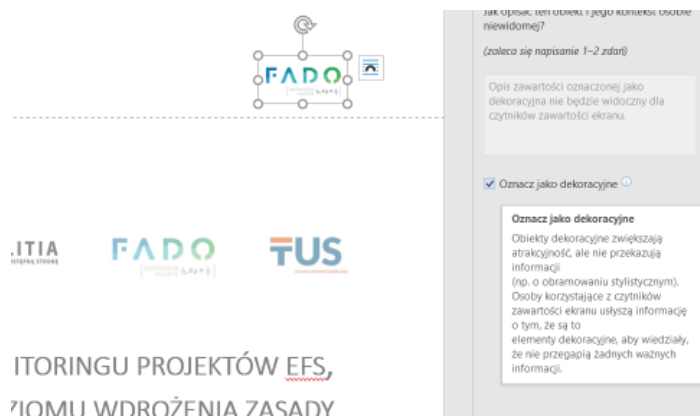 FADO
.ITIA
FADO
TUS
ITORINGU PROJEKTÓW EFS,
ZIOMU WDROŻENIA ZASADY
Jak opisać ten obiekt i jego kontekst osobie
niewidomej?
(zaleca się napisanie 1–2 zdań)
Opis zawartości oznaczonej jako
dekoracyjna nie będzie widoczny dla
czytników zawartości ekranu.
Oznacz jako dekoracyjne
Oznacz jako dekoracyjne
Obiekty dekoracyjne zwiększają
atrakcyjność, ale nie przekazują
informacji
(np. o obramowaniu stylistycznym).
Osoby korzystające z czytników
zawartości ekranu usłyszą informację
o tym, że są to
elementy dekoracyjne, aby wiedziały,
że nie przegapią żadnych ważnych
informacji.